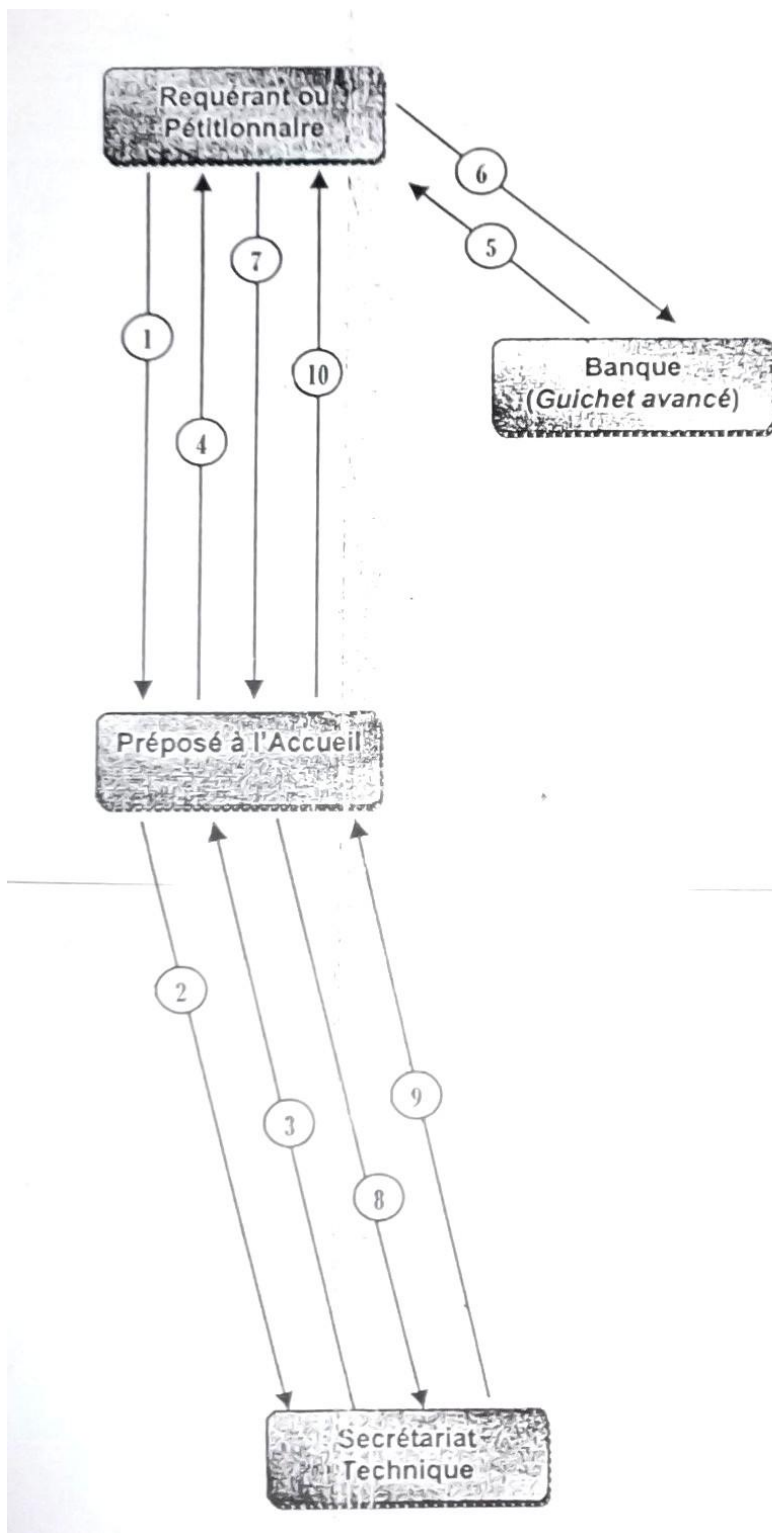 Requérant ou
Pétitionnaire
6
5
7
1
10
4
Banque
(Guichet avancé)
Préposé à l'Accueil
2
9
3
8
Secrétariat
Technique